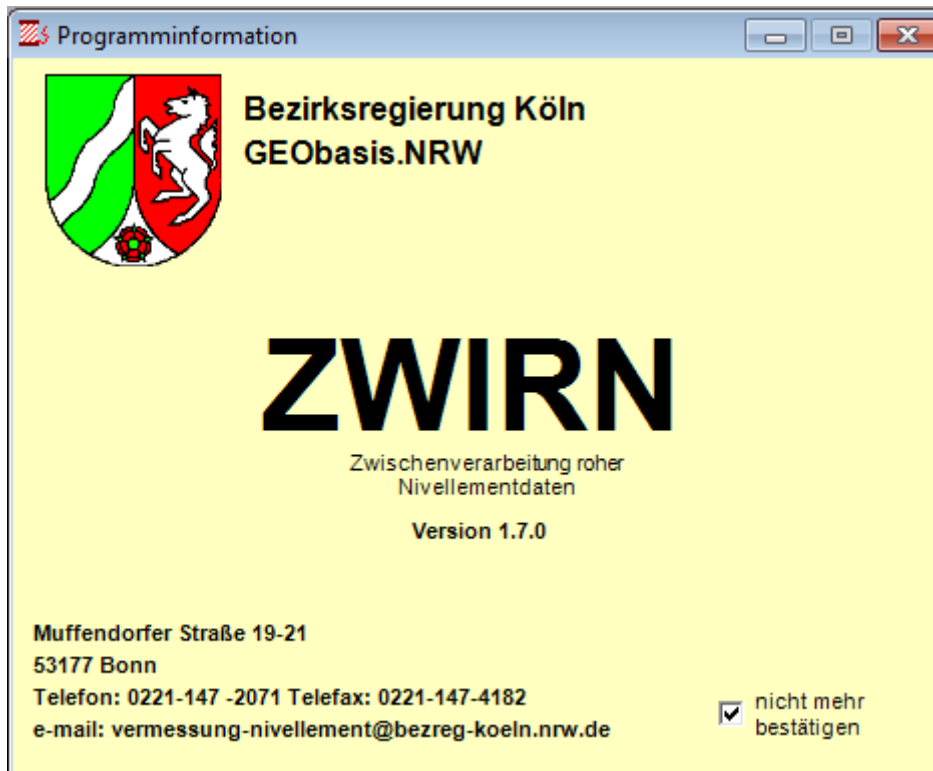 Programminformation
Bezirksregierung Köln
GEObasis.NRW
ZWIRN
Zwischenverarbeitung roher
Nivellementdaten
Version 1.7.0
Muffendorfer Straße 19-21
53177 Bonn
Telefon: 0221-147 -2071 Telefax: 0221-147-4182
e-mail: vermessung-nivellement@bezreg-koeln.nrw.de
nicht mehr
bestätigen